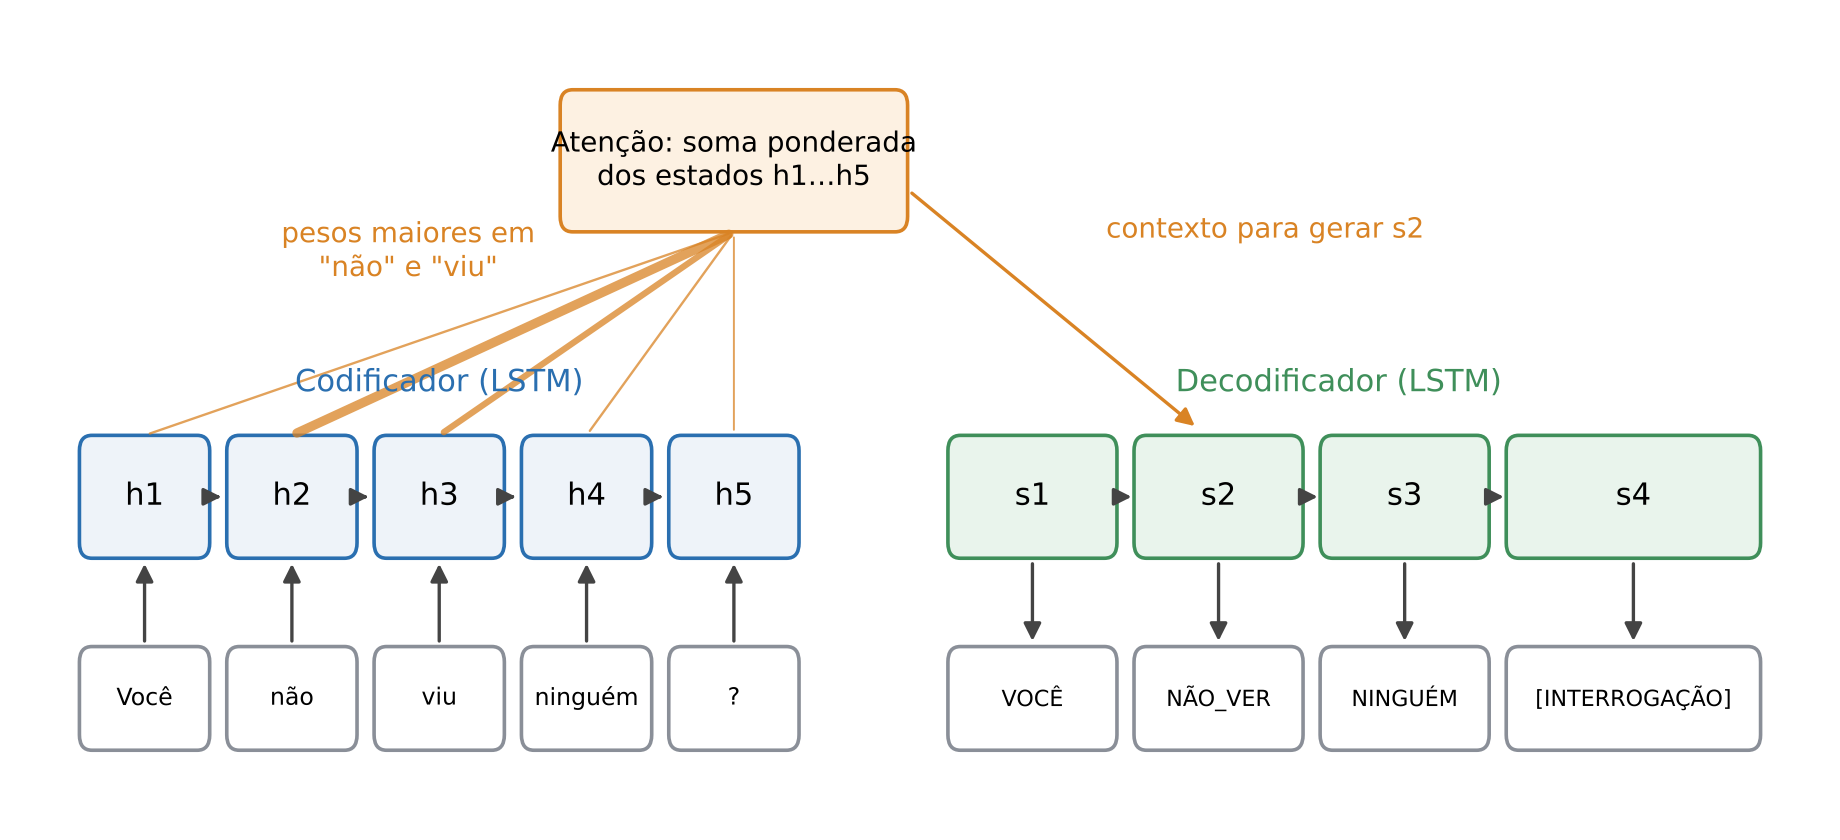 Atenção: soma ponderada
dos estados h1...h5
pesos maiores em
"não" e "viu"
contexto para gerar s2
Codificador (LSTM)
Decodificador (LSTM)
h1
h2
h3
h4
h5
s1
s2
s3
s4
Você
não
viu
ninguém
?
VOCÊ
NÃO_VER
NINGUÉM
[INTERROGAÇÃO]